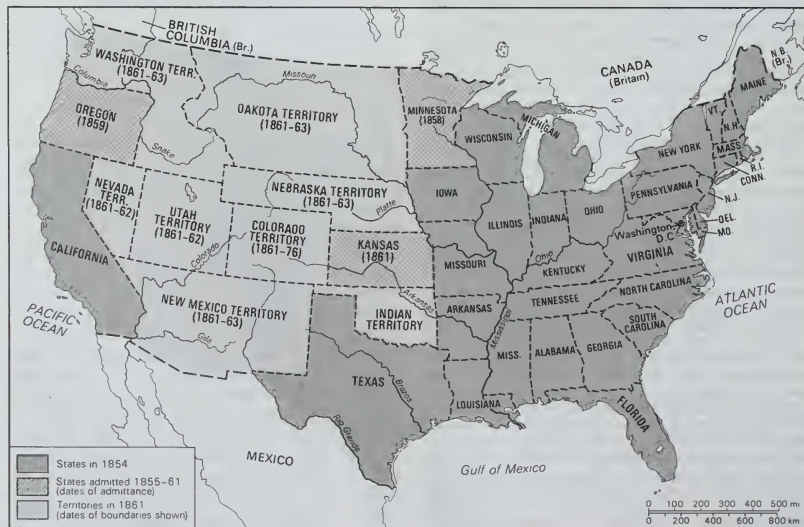 BRITISH
COLUMBIA (Br.)
WASHINGTON TERR.
(1861-63)
Columbia
OREGON
(1859)
Snake
Missouri
DAKOTA TERRITORY
(1861-63)
MINNESOTA
(1858)
CANADA
(Britain)
N.B.
(Br.)
MAINE
VT.
N.H.
MASS.
R.I.
CONN.
NEW YORK
MICHIGAN
WISCONSIN
NEVADA
TERR.
(1861-62)
UTAH
TERRITORY
(1861-62)
NEBRASKA TERRITORY
(1861-63)
Platte
COLORADO
TERRITORY
(1861-76)
Colorado
KANSAS
(1861)
IOWA
ILLINOIS
INDIANA
OHIO
PENNSYLVANIA
N.J.
DEL.
MD.
Washington
D.C.
CALIFORNIA
MISSOURI
Ohio
KENTUCKY
VIRGINIA
NEW MEXICO TERRITORY
(1861-63)
Gila
Arkansas
INDIAN
TERRITORY
ARKANSAS
TENNESSEE
NORTH CAROLINA
SOUTH
CAROLINA
ATLANTIC
OCEAN
PACIFIC
OCEAN
TEXAS
Brazos
Rio Grande
LOUISIANA
Mississippi
MISS.
ALABAMA
GEORGIA
FLORIDA
MEXICO
Gulf of Mexico
States in 1854
States admitted 1855-61
(dates of admittance)
Territories in 1861
(dates of boundaries shown)
0 100 200 300 400 500 mi
0 200 400 600 800 km